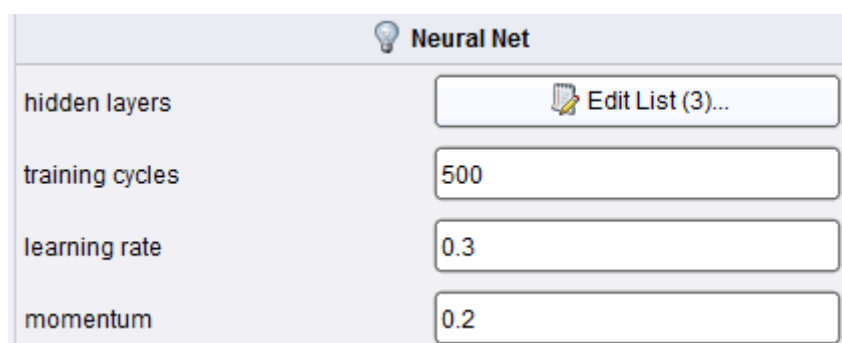 Neural Net
hidden layers Edit List (3)...
training cycles 500
learning rate 0.3
momentum 0.2